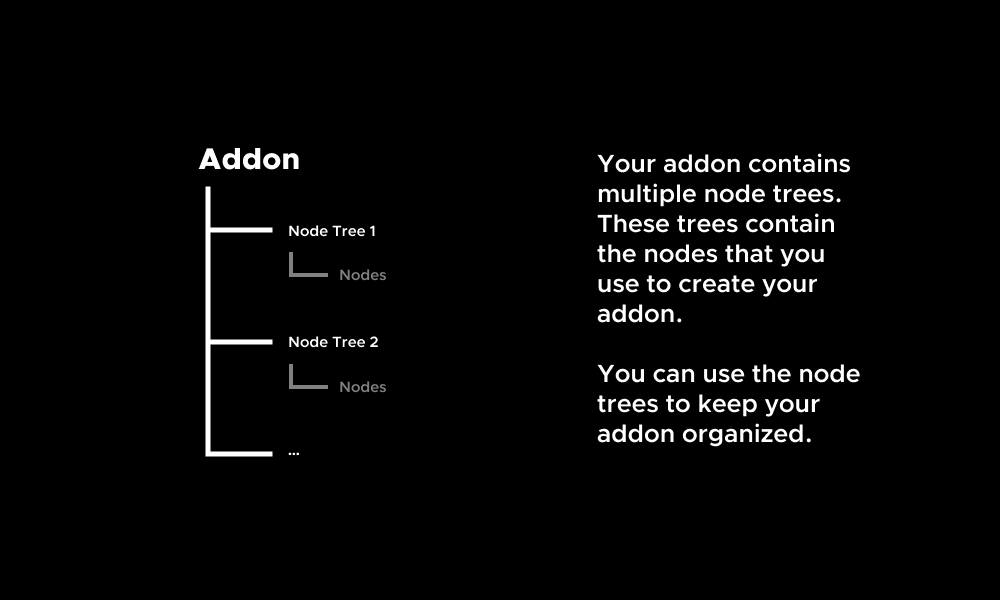 Addon
Node Tree 1
Nodes
Node Tree 2
Nodes
...
Your addon contains
multiple node trees.
These trees contain
the nodes that you
use to create your
addon.
You can use the node
trees to keep your
addon organized.